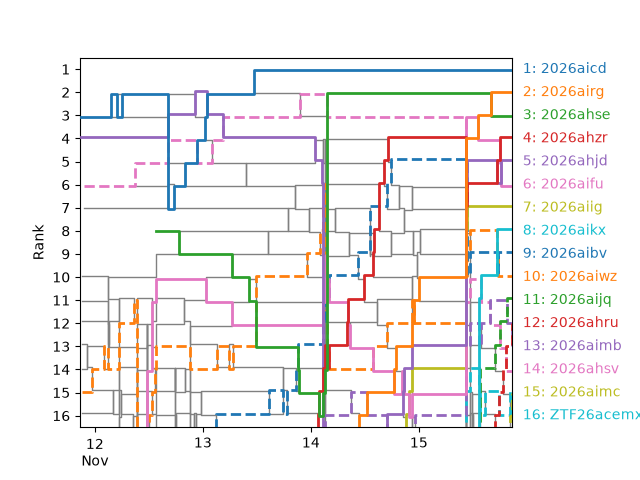 1
2
3
4
5
6
7
8
9
10
11
12
13
14
15
16
Rank
12
13
14
15
Nov
1: 2026aicd
2: 2026airg
3: 2026ahse
4: 2026ahzr
5: 2026ahjd
6: 2026aifu
7: 2026aiig
8: 2026aikx
9: 2026aibv
10: 2026aiwz
11: 2026aijq
12: 2026ahru
13: 2026aimb
14: 2026ahsv
15: 2026aimc
16: ZTF26acemx